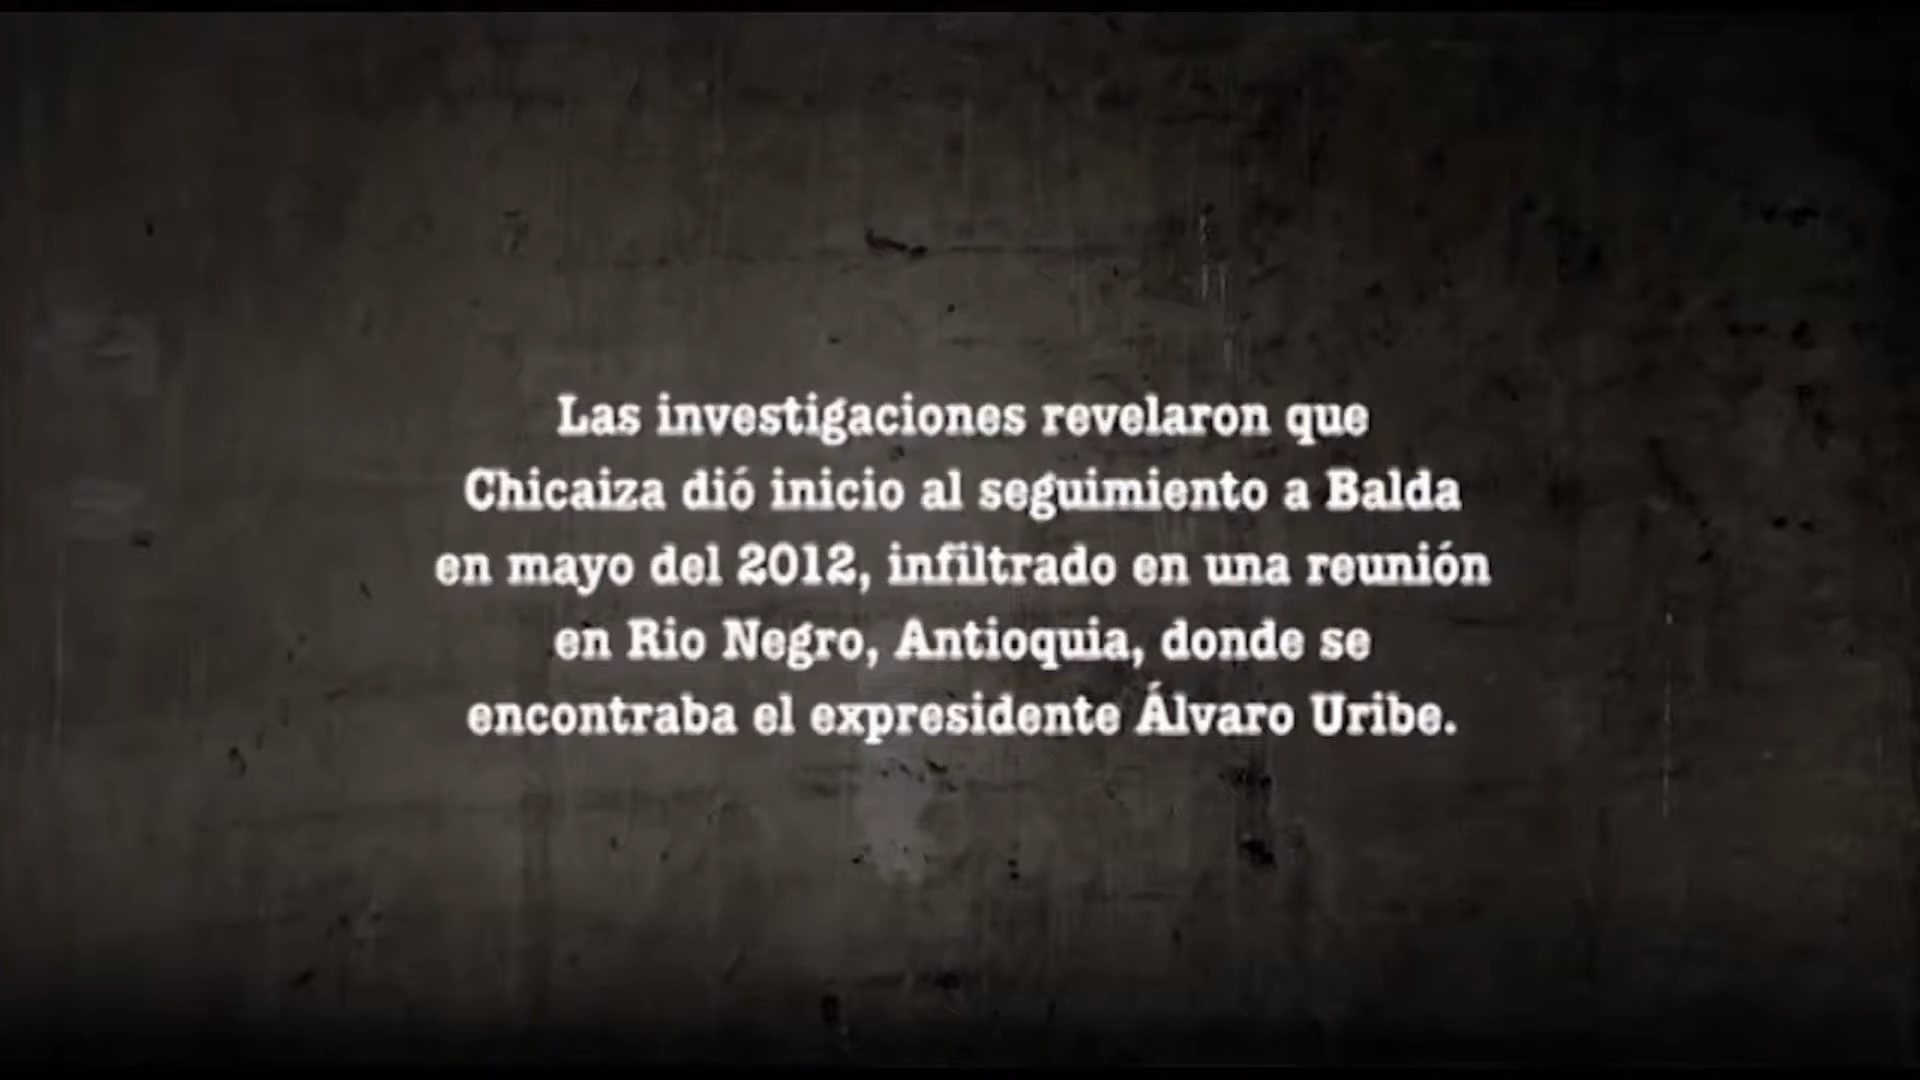 Las investigaciones revelaron que
Chicaiza dió inicio al seguimiento a Balda
en mayo del 2012, infiltrado en una reunión
en Rio Negro, Antioquia, donde se
encontraba el expresidente Álvaro Uribe.